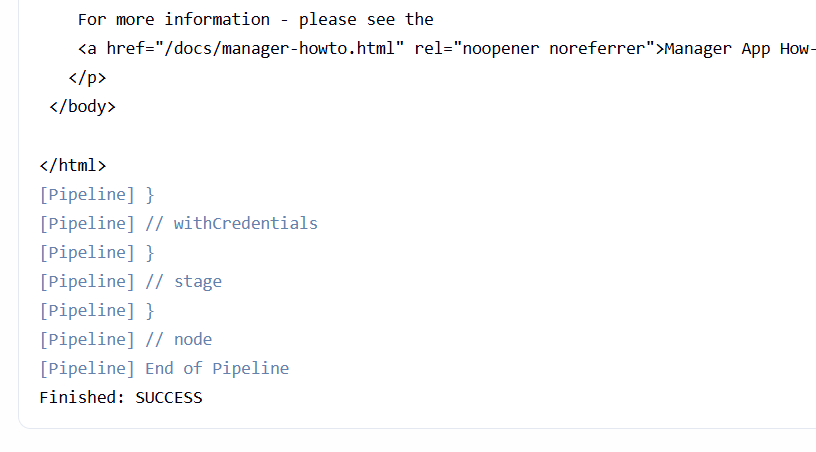 For more information - please see the
<a href="/docs/manager-howto.html" rel="noopener noreferrer">Manager App How-
</p>
</body>
</html>
[Pipeline] }
[Pipeline] // withCredentials
[Pipeline] }
[Pipeline] // stage
[Pipeline] }
[Pipeline] // node
[Pipeline] End of Pipeline
Finished: SUCCESS